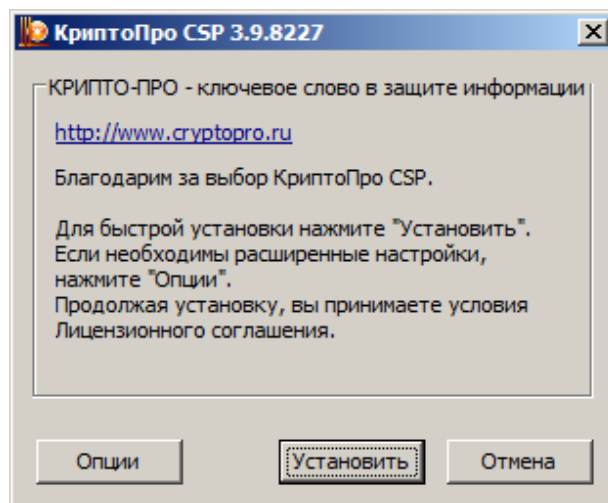 КриптоПро CSP 3.9.8227
КРИПТО-ПРО - ключевое слово в защите информации
http://www.cryptopro.ru
Благодарим за выбор КриптоПро CSP.
Для быстрой установки нажмите "Установить".
Если необходимы расширенные настройки,
нажмите "Опции".
Продолжая установку, вы принимаете условия
Лицензионного соглашения.
Опции
Установить
Отмена